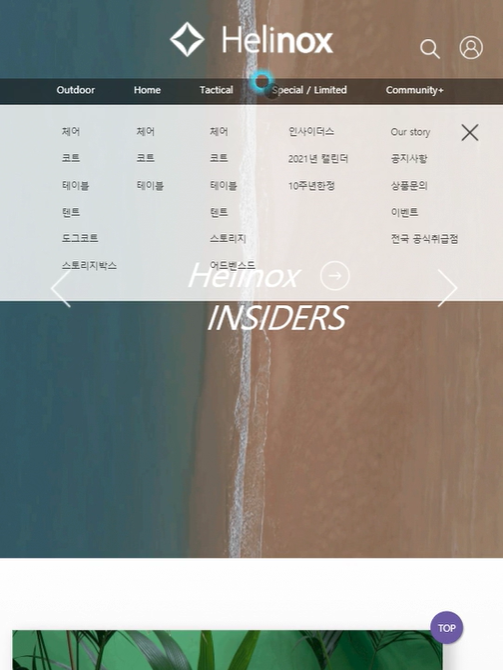 Helinox
Outdoor Home Tactical Special / Limited Community+
체어 체어 체어 인사이더스 Our story
코트 코트 코트 2021년 캘린더 공지사항
테이블 테이블 테이블 10주년한정 상품문의
텐트 텐트 이벤트
도그코트 스토리지 전국 공식취급점
스토리지박스 어드벤스드
Helinox
INSIDERS
TOP